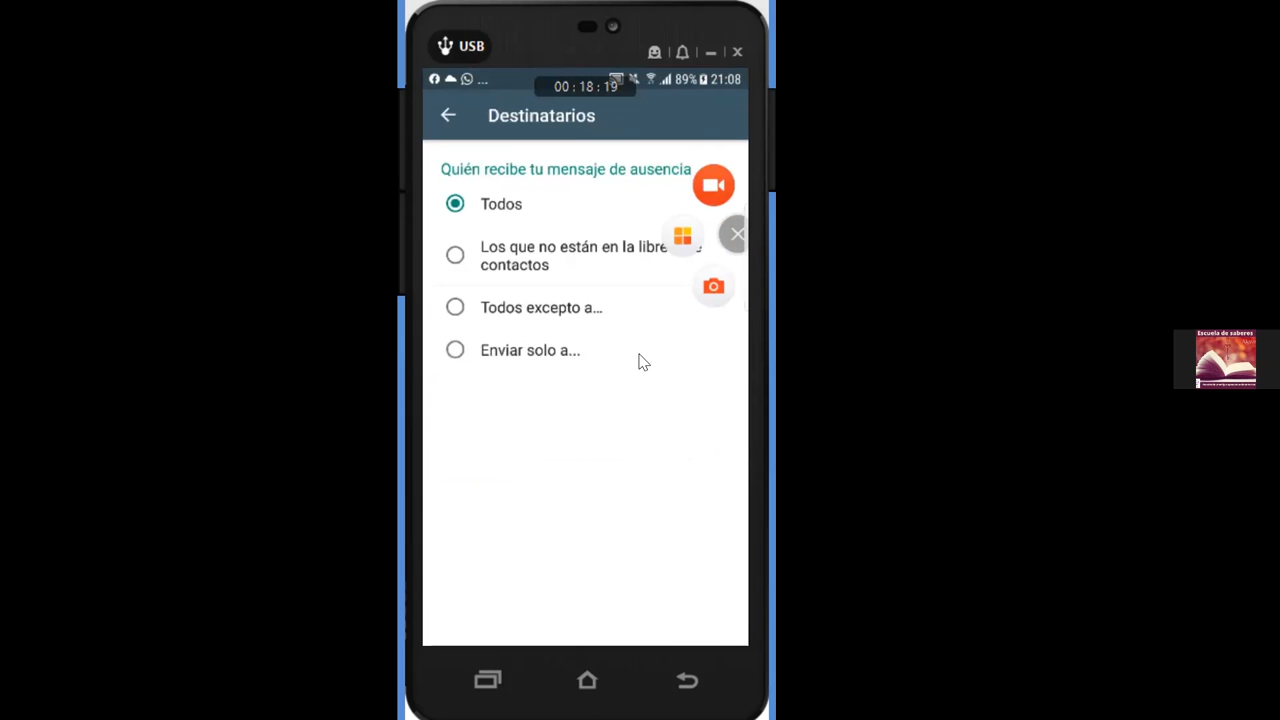 USB
... 89% 21:08
00:18:19
Destinatarios
Quién recibe tu mensaje de ausencia
Todos
Los que no están en la libre e
contactos
Todos excepto a...
Enviar solo a...
Escuela de saberes